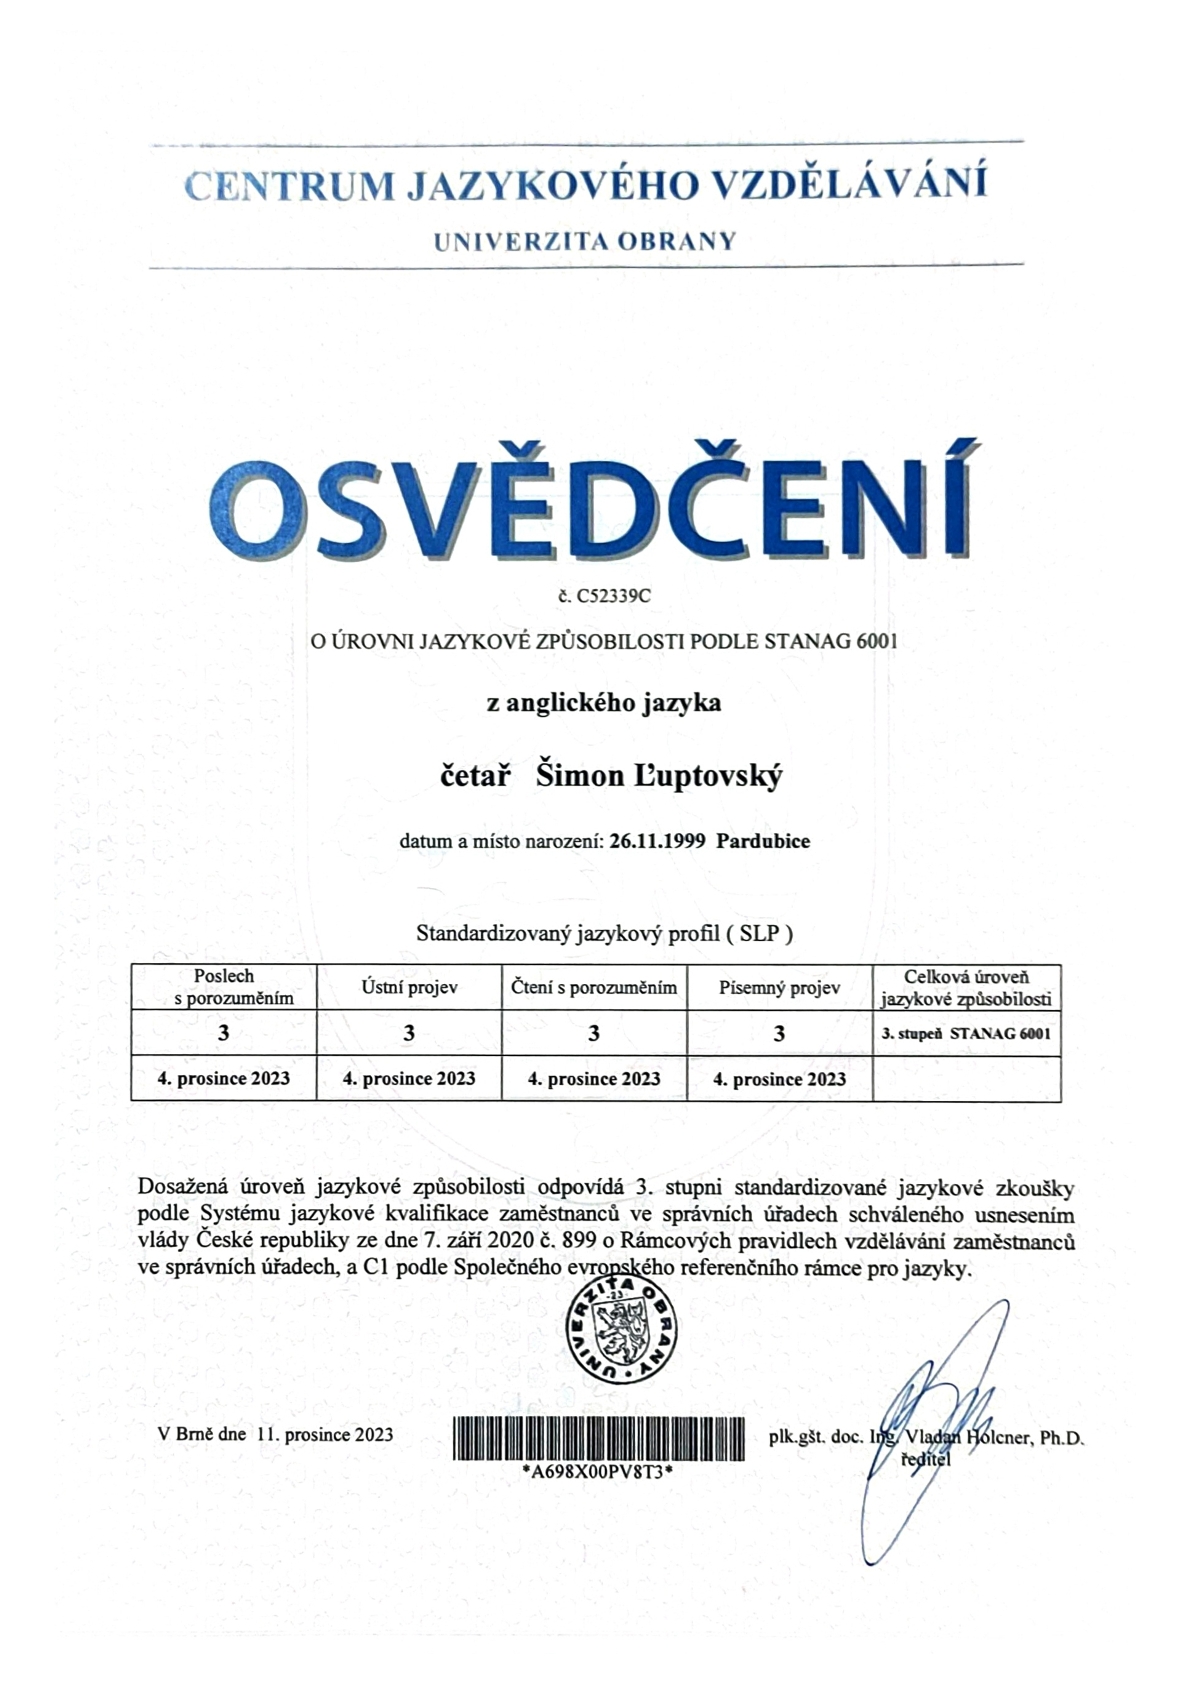 CENTRUM JAZYKOVÉHO VZDĚLÁVÁNÍ
UNIVERZITA OBRANY
OSVĚDČENÍ
č. C52339C
O ÚROVNI JAZYKOVÉ ZPŮSOBILOSTI PODLE STANAG 6001
z anglického jazyka
četař Šimon Ľuptovský
datum a místo narození: 26.11.1999 Pardubice
Standardizovaný jazykový profil ( SLP )
Poslech s porozuměním Ústní projev Čtení s porozuměním Písemný projev Celková úroveň jazykové způsobilosti
3 3 3 3 3. stupeň STANAG 6001
4. prosince 2023 4. prosince 2023 4. prosince 2023 4. prosince 2023
Dosažená úroveň jazykové způsobilosti odpovídá 3. stupni standardizované jazykové zkoušky
podle Systému jazykové kvalifikace zaměstnanců ve správních úřadech schváleného usnesením
vlády České republiky ze dne 7. září 2020 č. 899 o Rámcových pravidlech vzdělávání zaměstnanců
ve správních úřadech, a C1 podle Společného evropského referenčního rámce pro jazyky.
UNIVERZITA OBRANY
-23-
V Brně dne 11. prosince 2023
*A698X00PV8T3*
plk.gšt. doc. Ing. Vladan Holcner, Ph.D.
ředitel